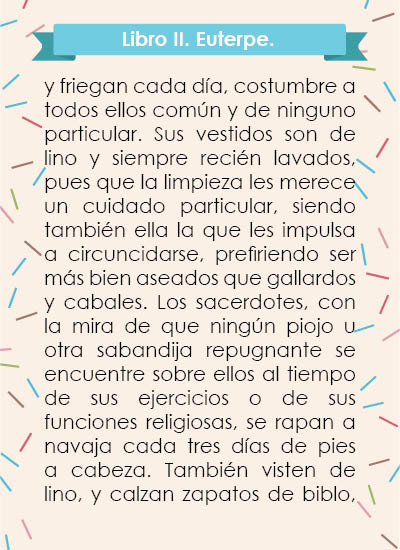 Libro II. Euterpe.
y friegan cada día, costumbre a
todos ellos común y de ninguno
particular. Sus vestidos son de
lino y siempre recién lavados,
pues que la limpieza les merece
un cuidado particular, siendo
también ella la que les impulsa
a circuncidarse, prefiriendo ser
más bien aseados que gallardos
y cabales. Los sacerdotes, con
la mira de que ningún piojo u
otra sabandija repugnante se
encuentre sobre ellos al tiempo
de sus ejercicios o de sus
funciones religiosas, se rapan a
navaja cada tres días de pies
a cabeza. También visten de
lino, y calzan zapatos de biblo,